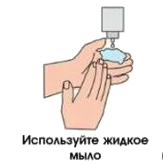 Используйте жидкое
мыло